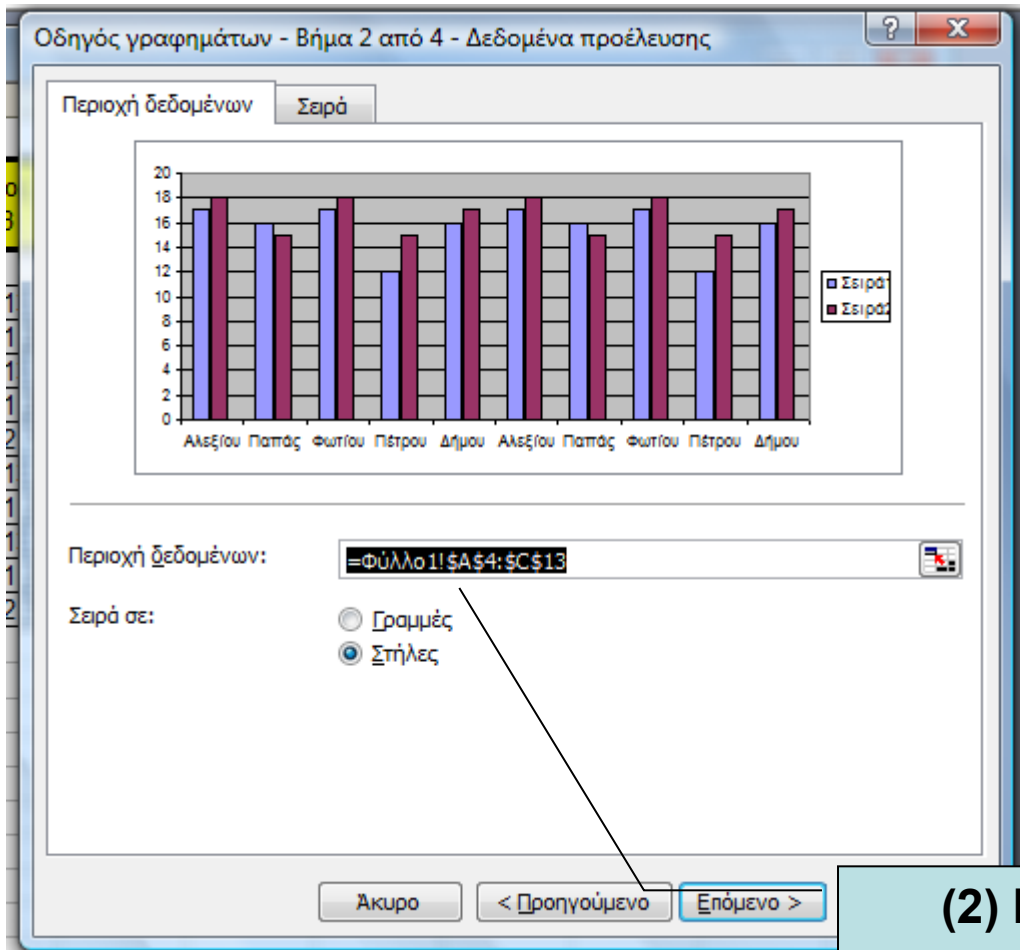 Οδηγός γραφημάτων - Βήμα 2 από 4 - Δεδομένα προέλευσης
Περιοχή δεδομένων Σειρά
20
18
16
14
12
10
8
6
4
2
0
Αλεξίου Παπάς Φωτίου Πέτρου Δήμου Αλεξίου Παπάς Φωτίου Πέτρου Δήμου
Σειρά1
Σειρά2
Περιοχή δεδομένων:
=Φύλλο1!$A$4:$C$13
Σειρά σε:
Γραμμές
Στήλες
Άκυρο
< Προηγούμενο
Επόμενο >
(2)